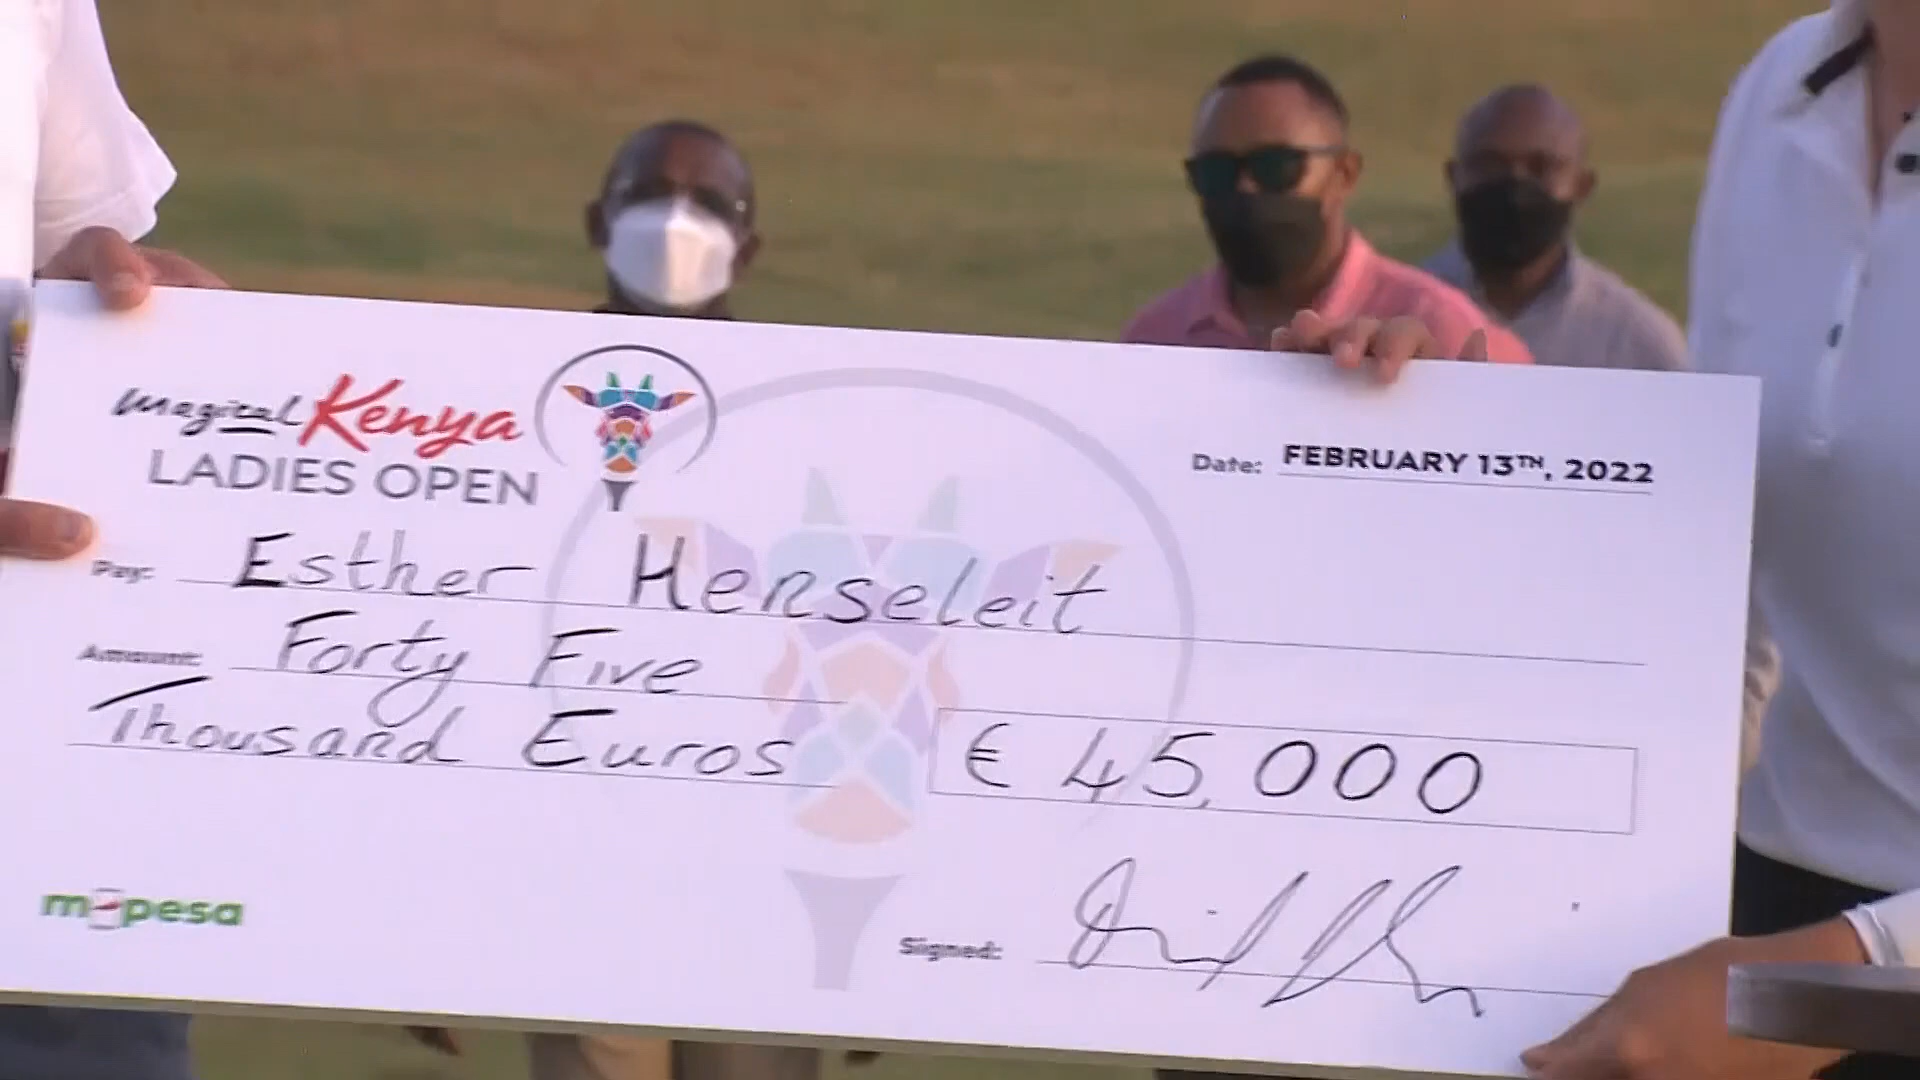 magical Kenya
LADIES OPEN
Date: FEBRUARY 13TH, 2022
Pay: Esther Henseleit
Amount: Forty Five
Thousand Euros € 45,000
m-pesa
Signed: